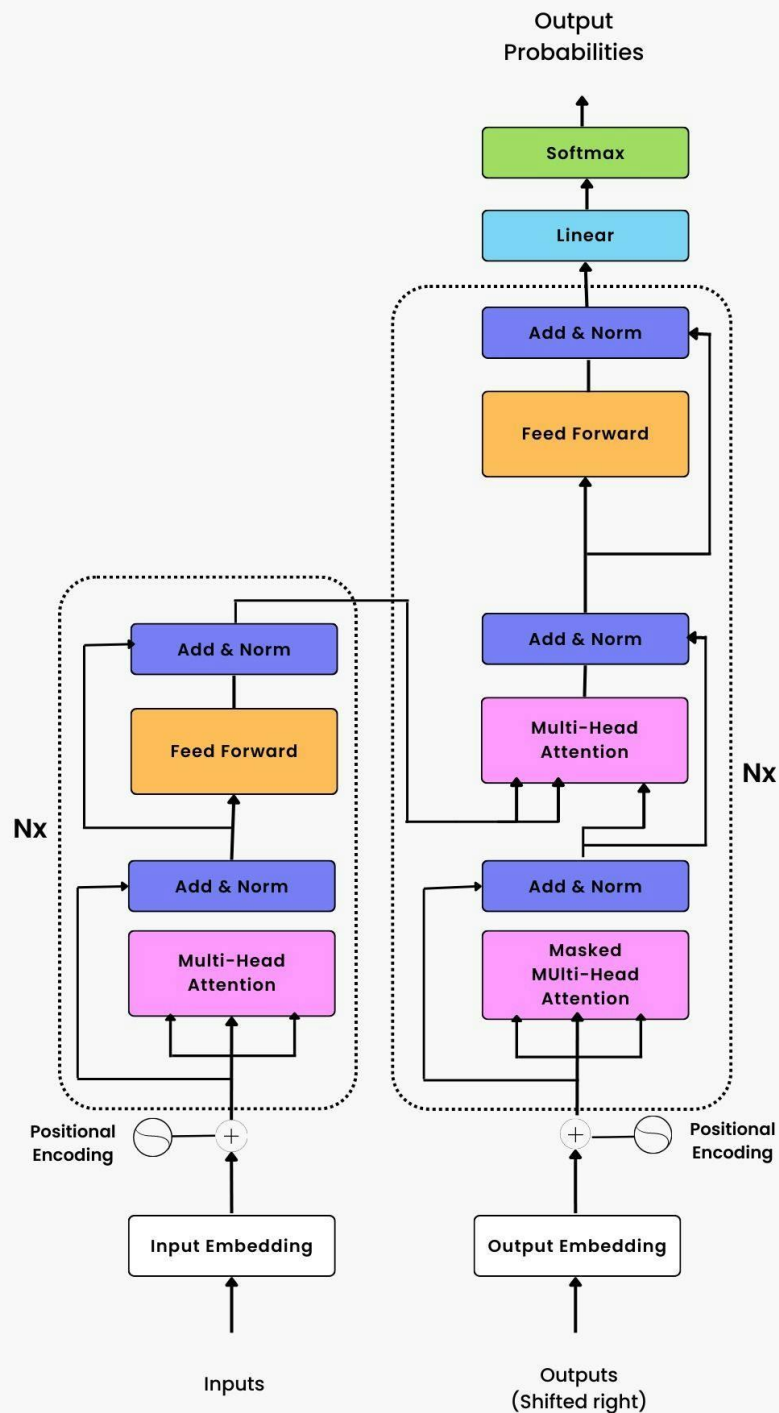 Output
Probabilities
Softmax
Linear
Add & Norm
Feed Forward
Add & Norm
Multi-Head
Attention
Nx
Add & Norm
Masked
MUlti-Head
Attention
Positional
Encoding
Output Embedding
Outputs
(Shifted right)
Add & Norm
Feed Forward
Nx
Add & Norm
Multi-Head
Attention
Positional
Encoding
Input Embedding
Inputs